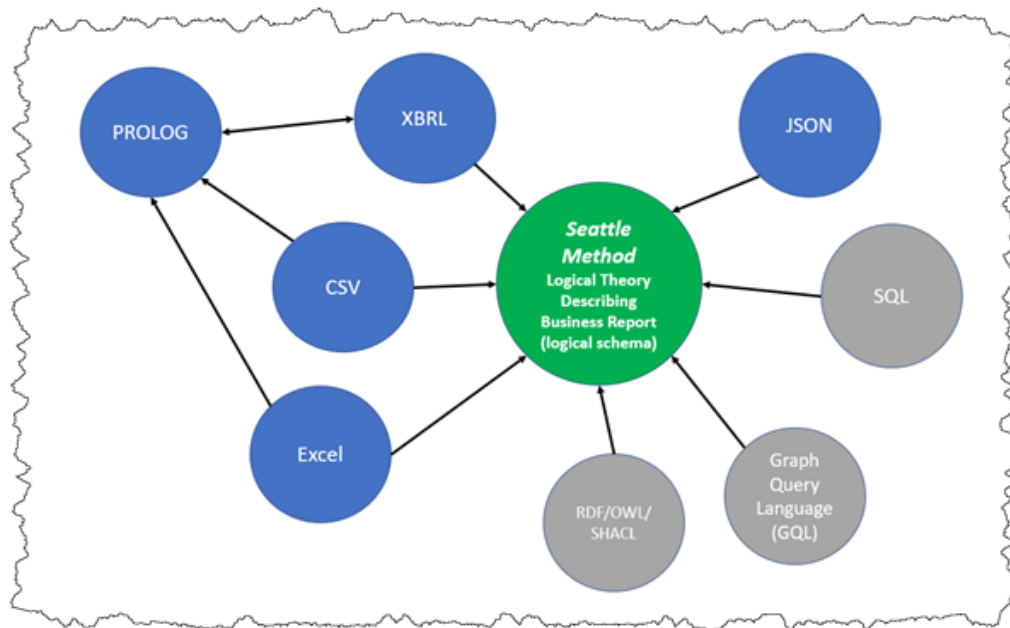 PROLOG
XBRL
JSON
Seattle
Method
Logical Theory
Describing
Business Report
(logical schema)
CSV
SQL
Excel
RDF/OWL/
SHACL
Graph
Query
Language
(GQL)